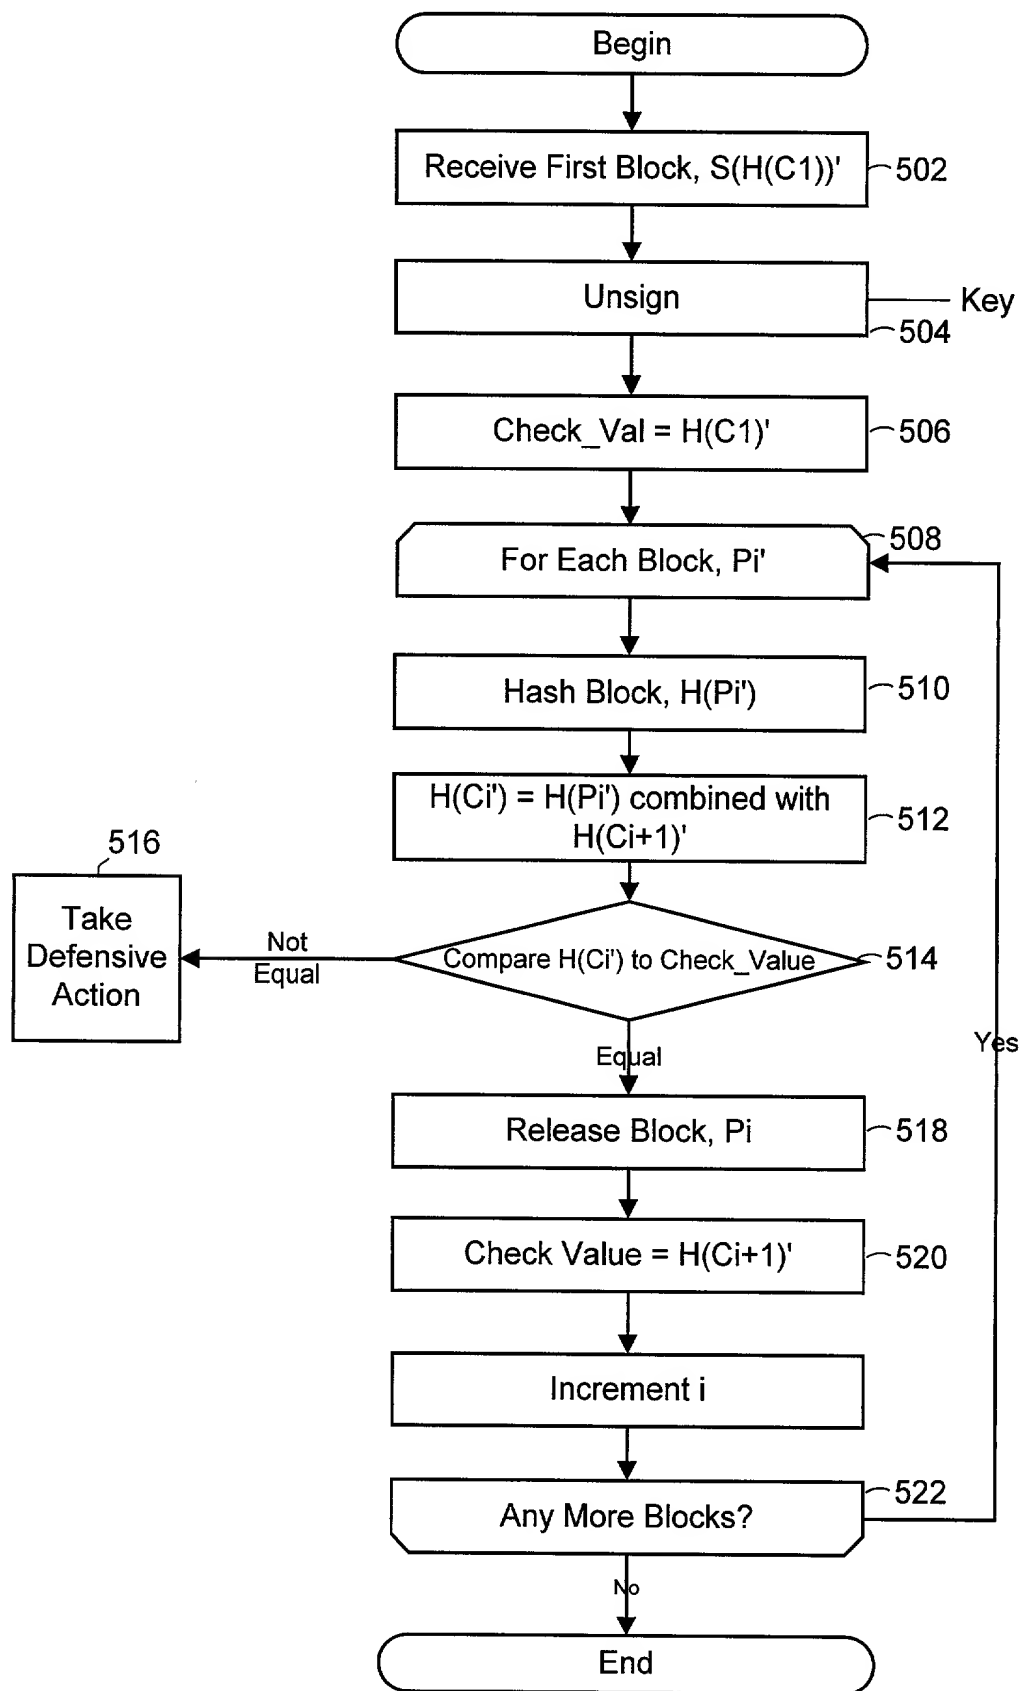 Begin
Receive First Block, S(H(C1))'
502
Unsign
Key
504
Check_Val = H(C1)'
506
508
For Each Block, Pi'
Hash Block, H(Pi')
510
H(Ci') = H(Pi') combined with
H(Ci+1)'
512
516
Take
Defensive
Action
Not
Equal
Compare H(Ci') to Check_Value
514
Yes
Equal
Release Block, Pi
518
Check Value = H(Ci+1)'
520
Increment i
522
Any More Blocks?
No
End